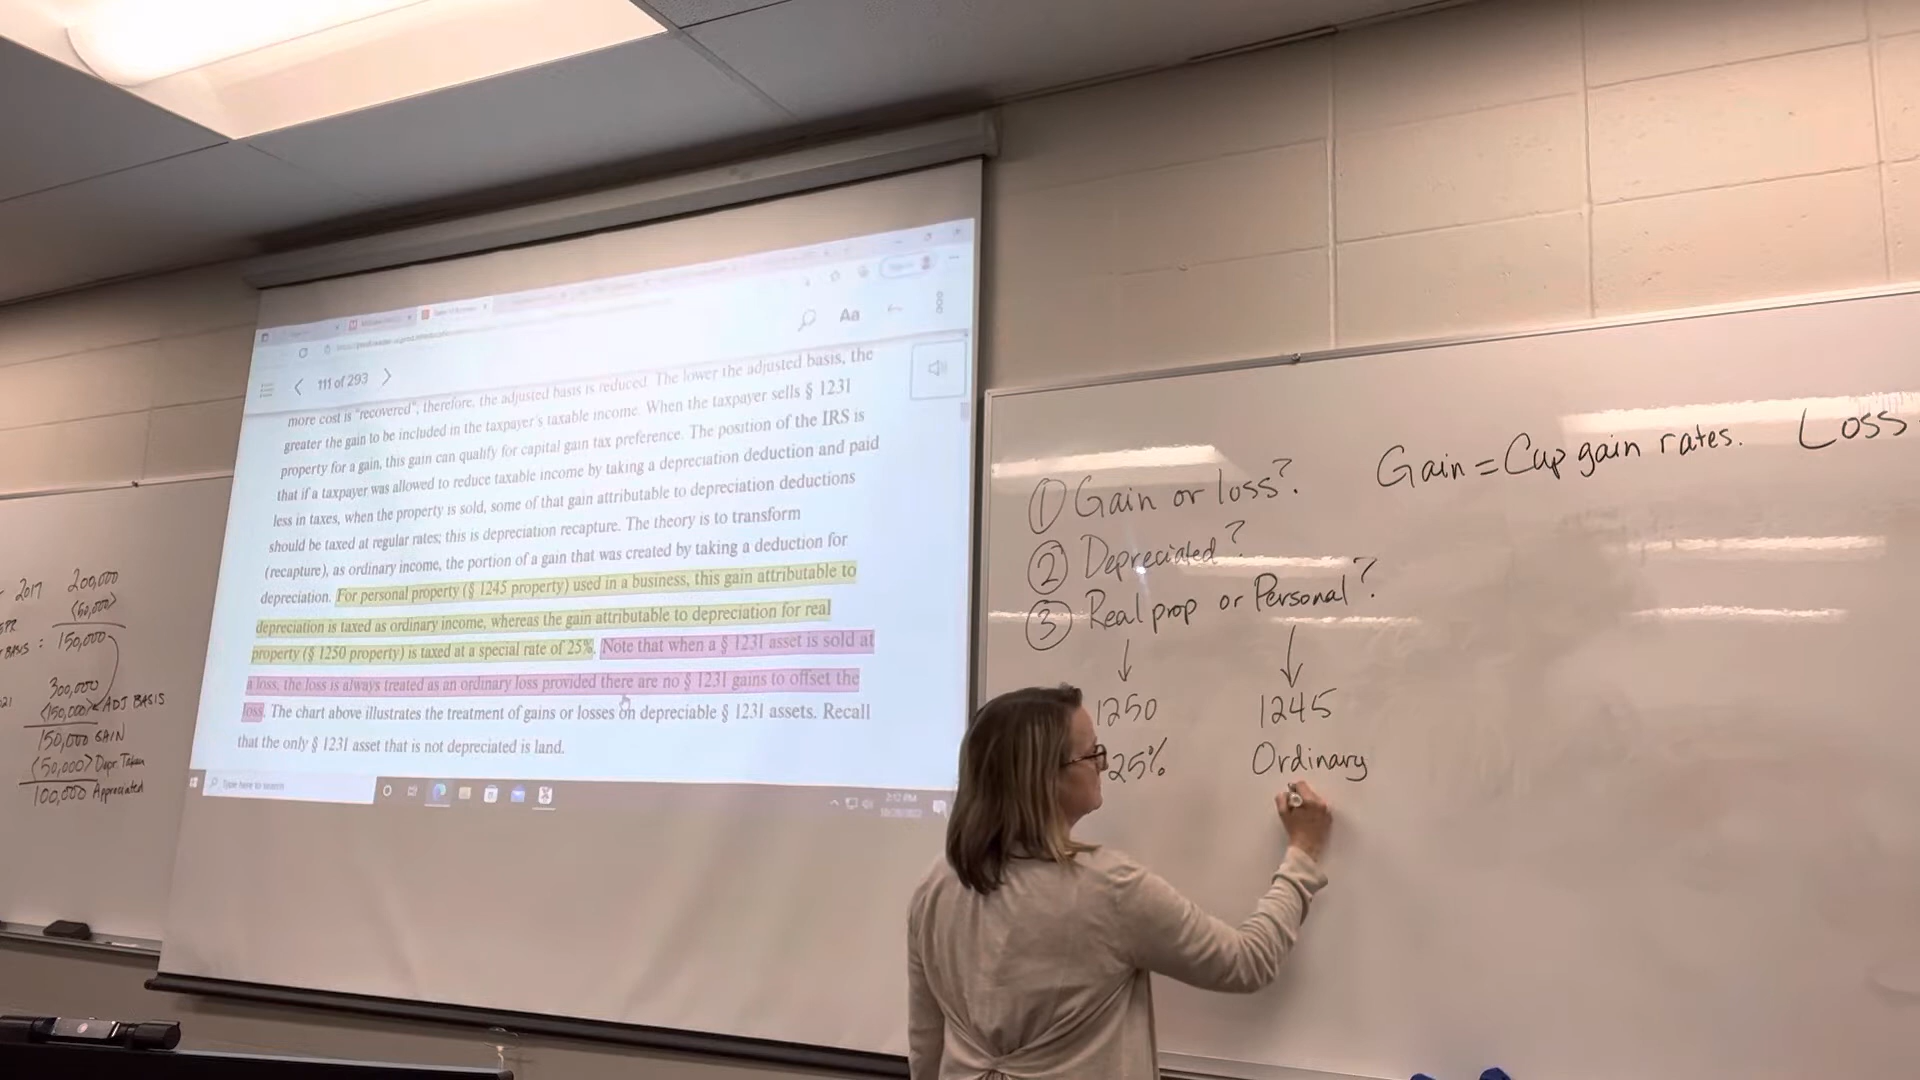 2017 200,000
<50,000>
BASIS : 150,000
300,000
<150,000> ADJ BASIS
150,000 GAIN
<50,000> Depr. Taken
100,000 Appreciated
Aa
111 of 293
more cost is "recovered", therefore, the adjusted basis is reduced. The lower the adjusted basis, the
greater the gain to be included in the taxpayer's taxable income. When the taxpayer sells § 1231
property for a gain, this gain can qualify for capital gain tax preference. The position of the IRS is
that if a taxpayer was allowed to reduce taxable income by taking a depreciation deduction and paid
less in taxes, when the property is sold, some of that gain attributable to depreciation deductions
should be taxed at regular rates; this is depreciation recapture. The theory is to transform
(recapture), as ordinary income, the portion of a gain that was created by taking a deduction for
depreciation. For personal property (§ 1245 property) used in a business, this gain attributable to
depreciation is taxed as ordinary income, whereas the gain attributable to depreciation for real
property (§ 1250 property) is taxed at a special rate of 25%. Note that when a § 1231 asset is sold at
a loss, the loss is always treated as an ordinary loss provided there are no § 1231 gains to offset the
loss. The chart above illustrates the treatment of gains or losses on depreciable § 1231 assets. Recall
that the only § 1231 asset that is not depreciated is land.
Type here to search
2:12 PM
① Gain or loss? Gain = Cap gain rates. Loss
② Depreciated?
③ Real prop or Personal?
1250 1245
25% Ordinary